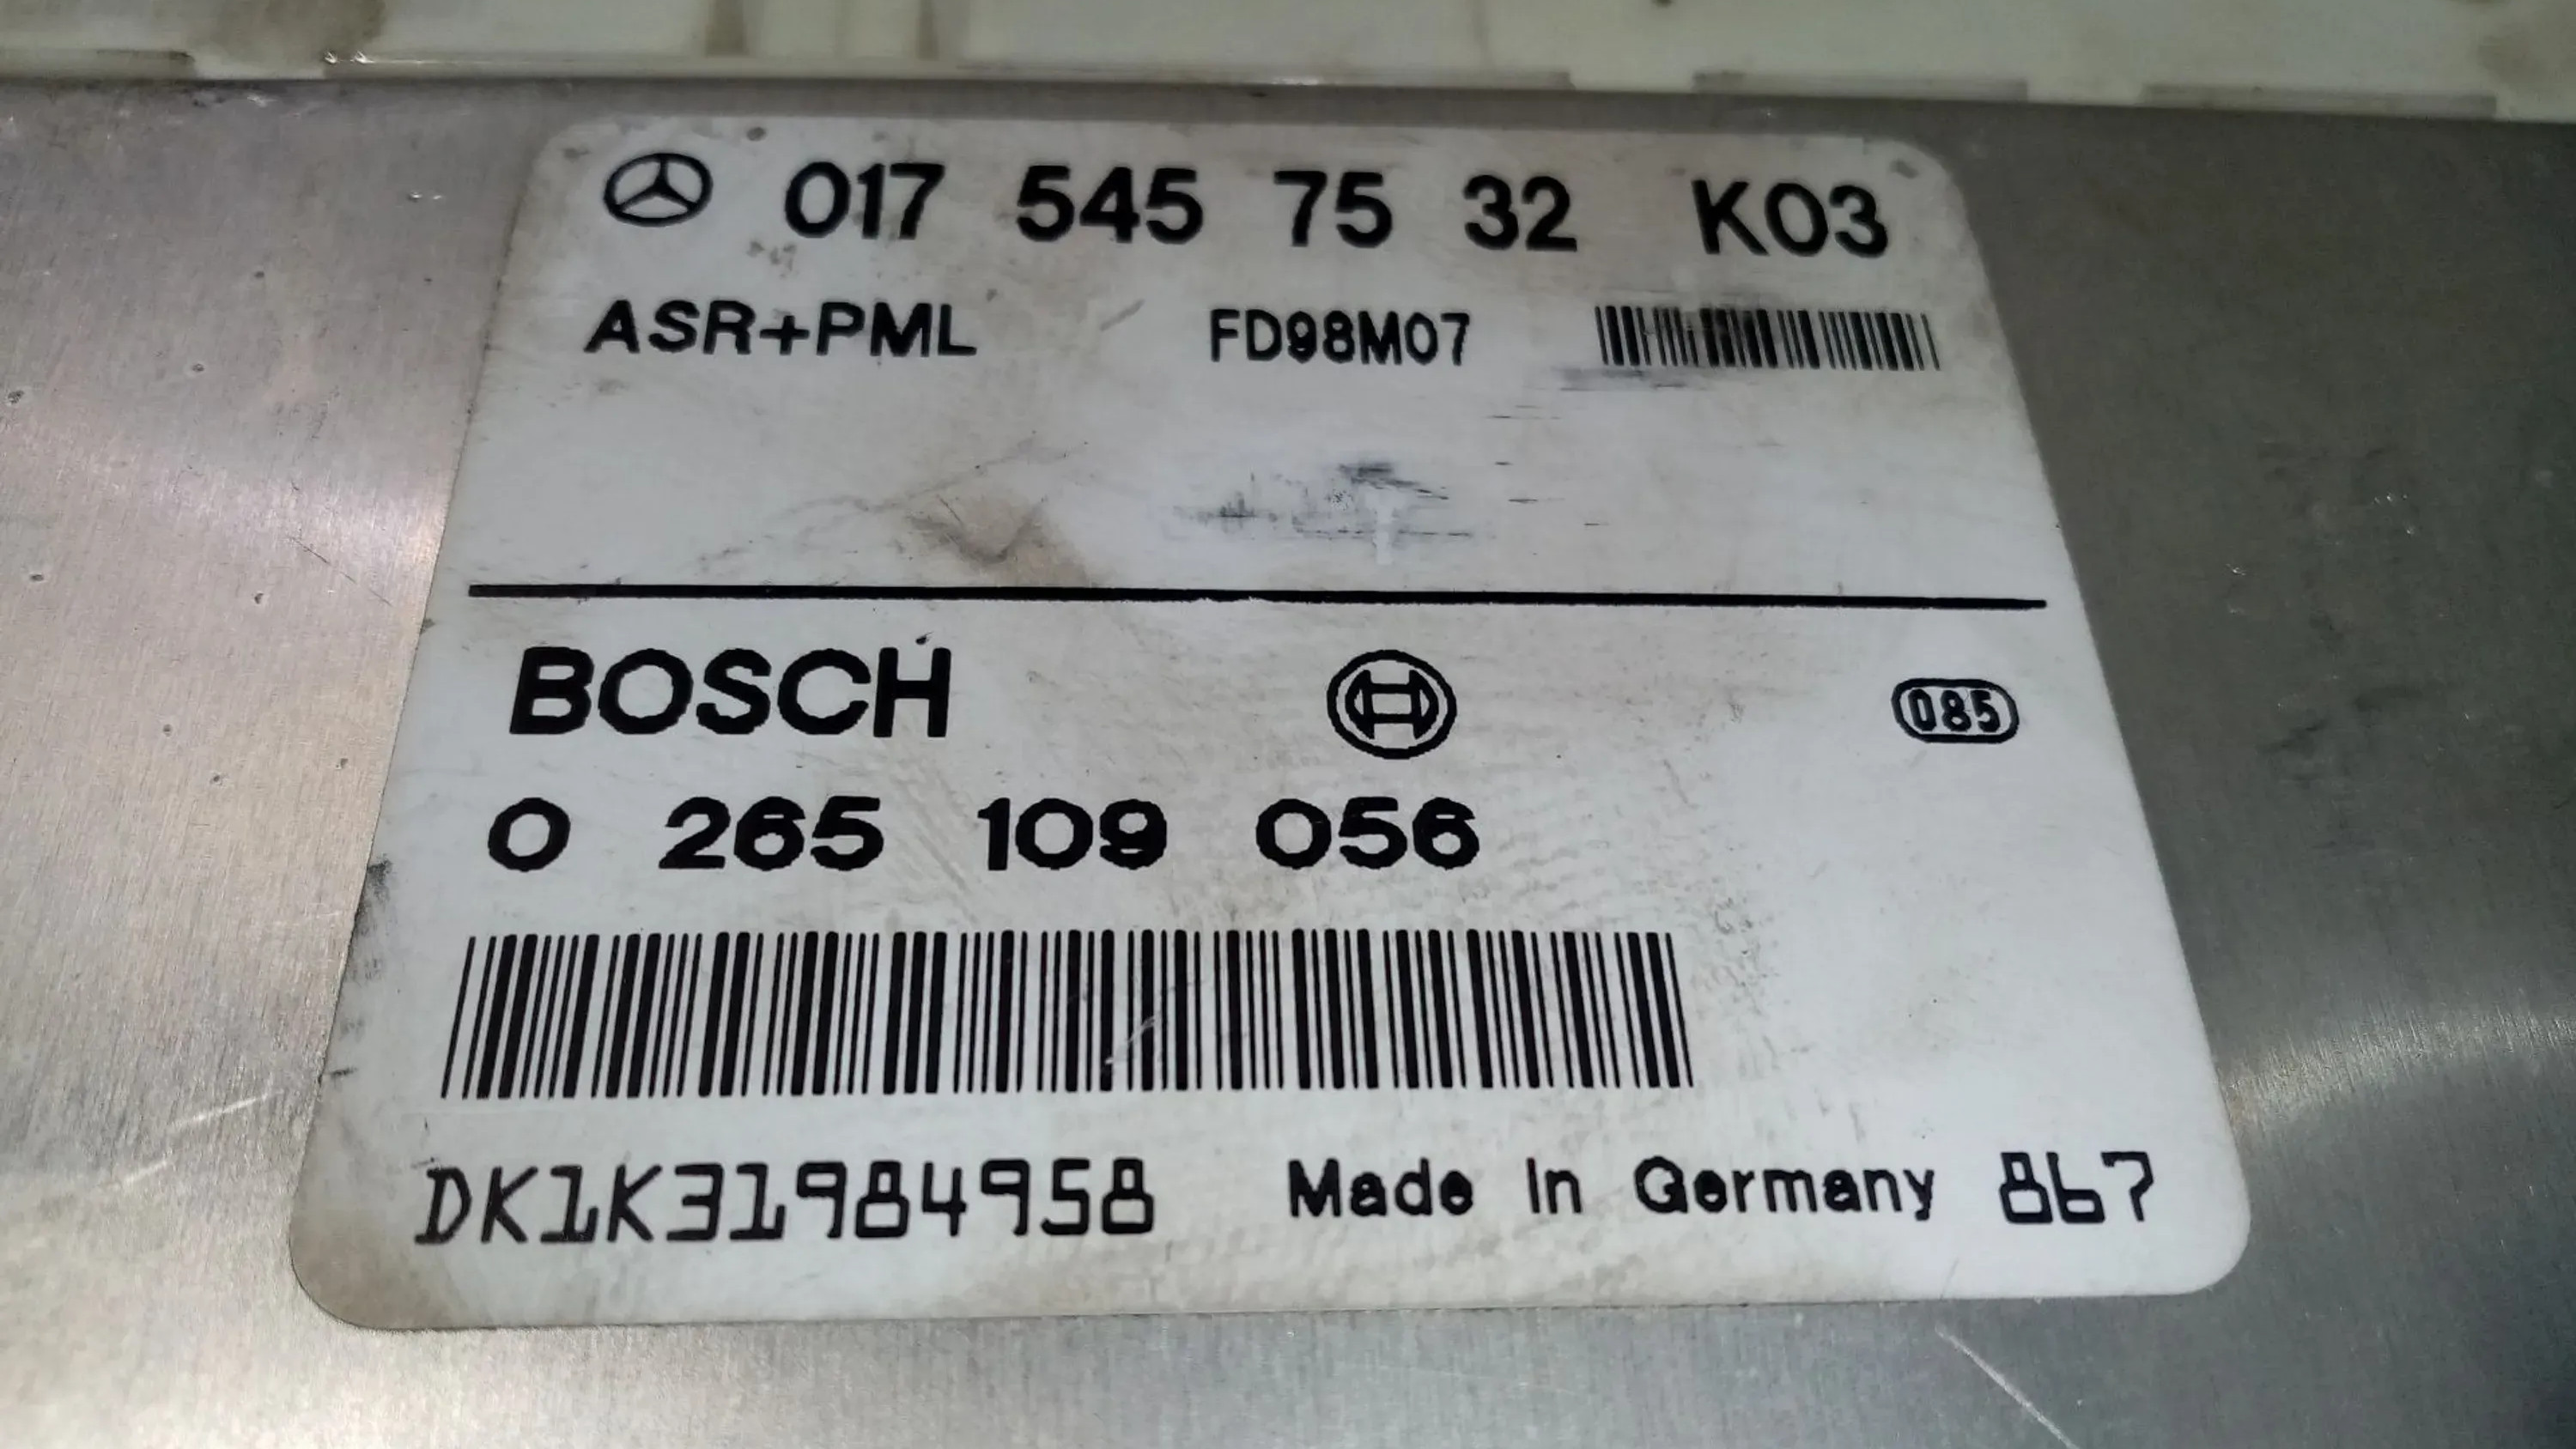 017 545 75 32 K03
ASR+PML FD98M07
BOSCH 085
0 265 109 056
DK1K31984958 Made in Germany 867